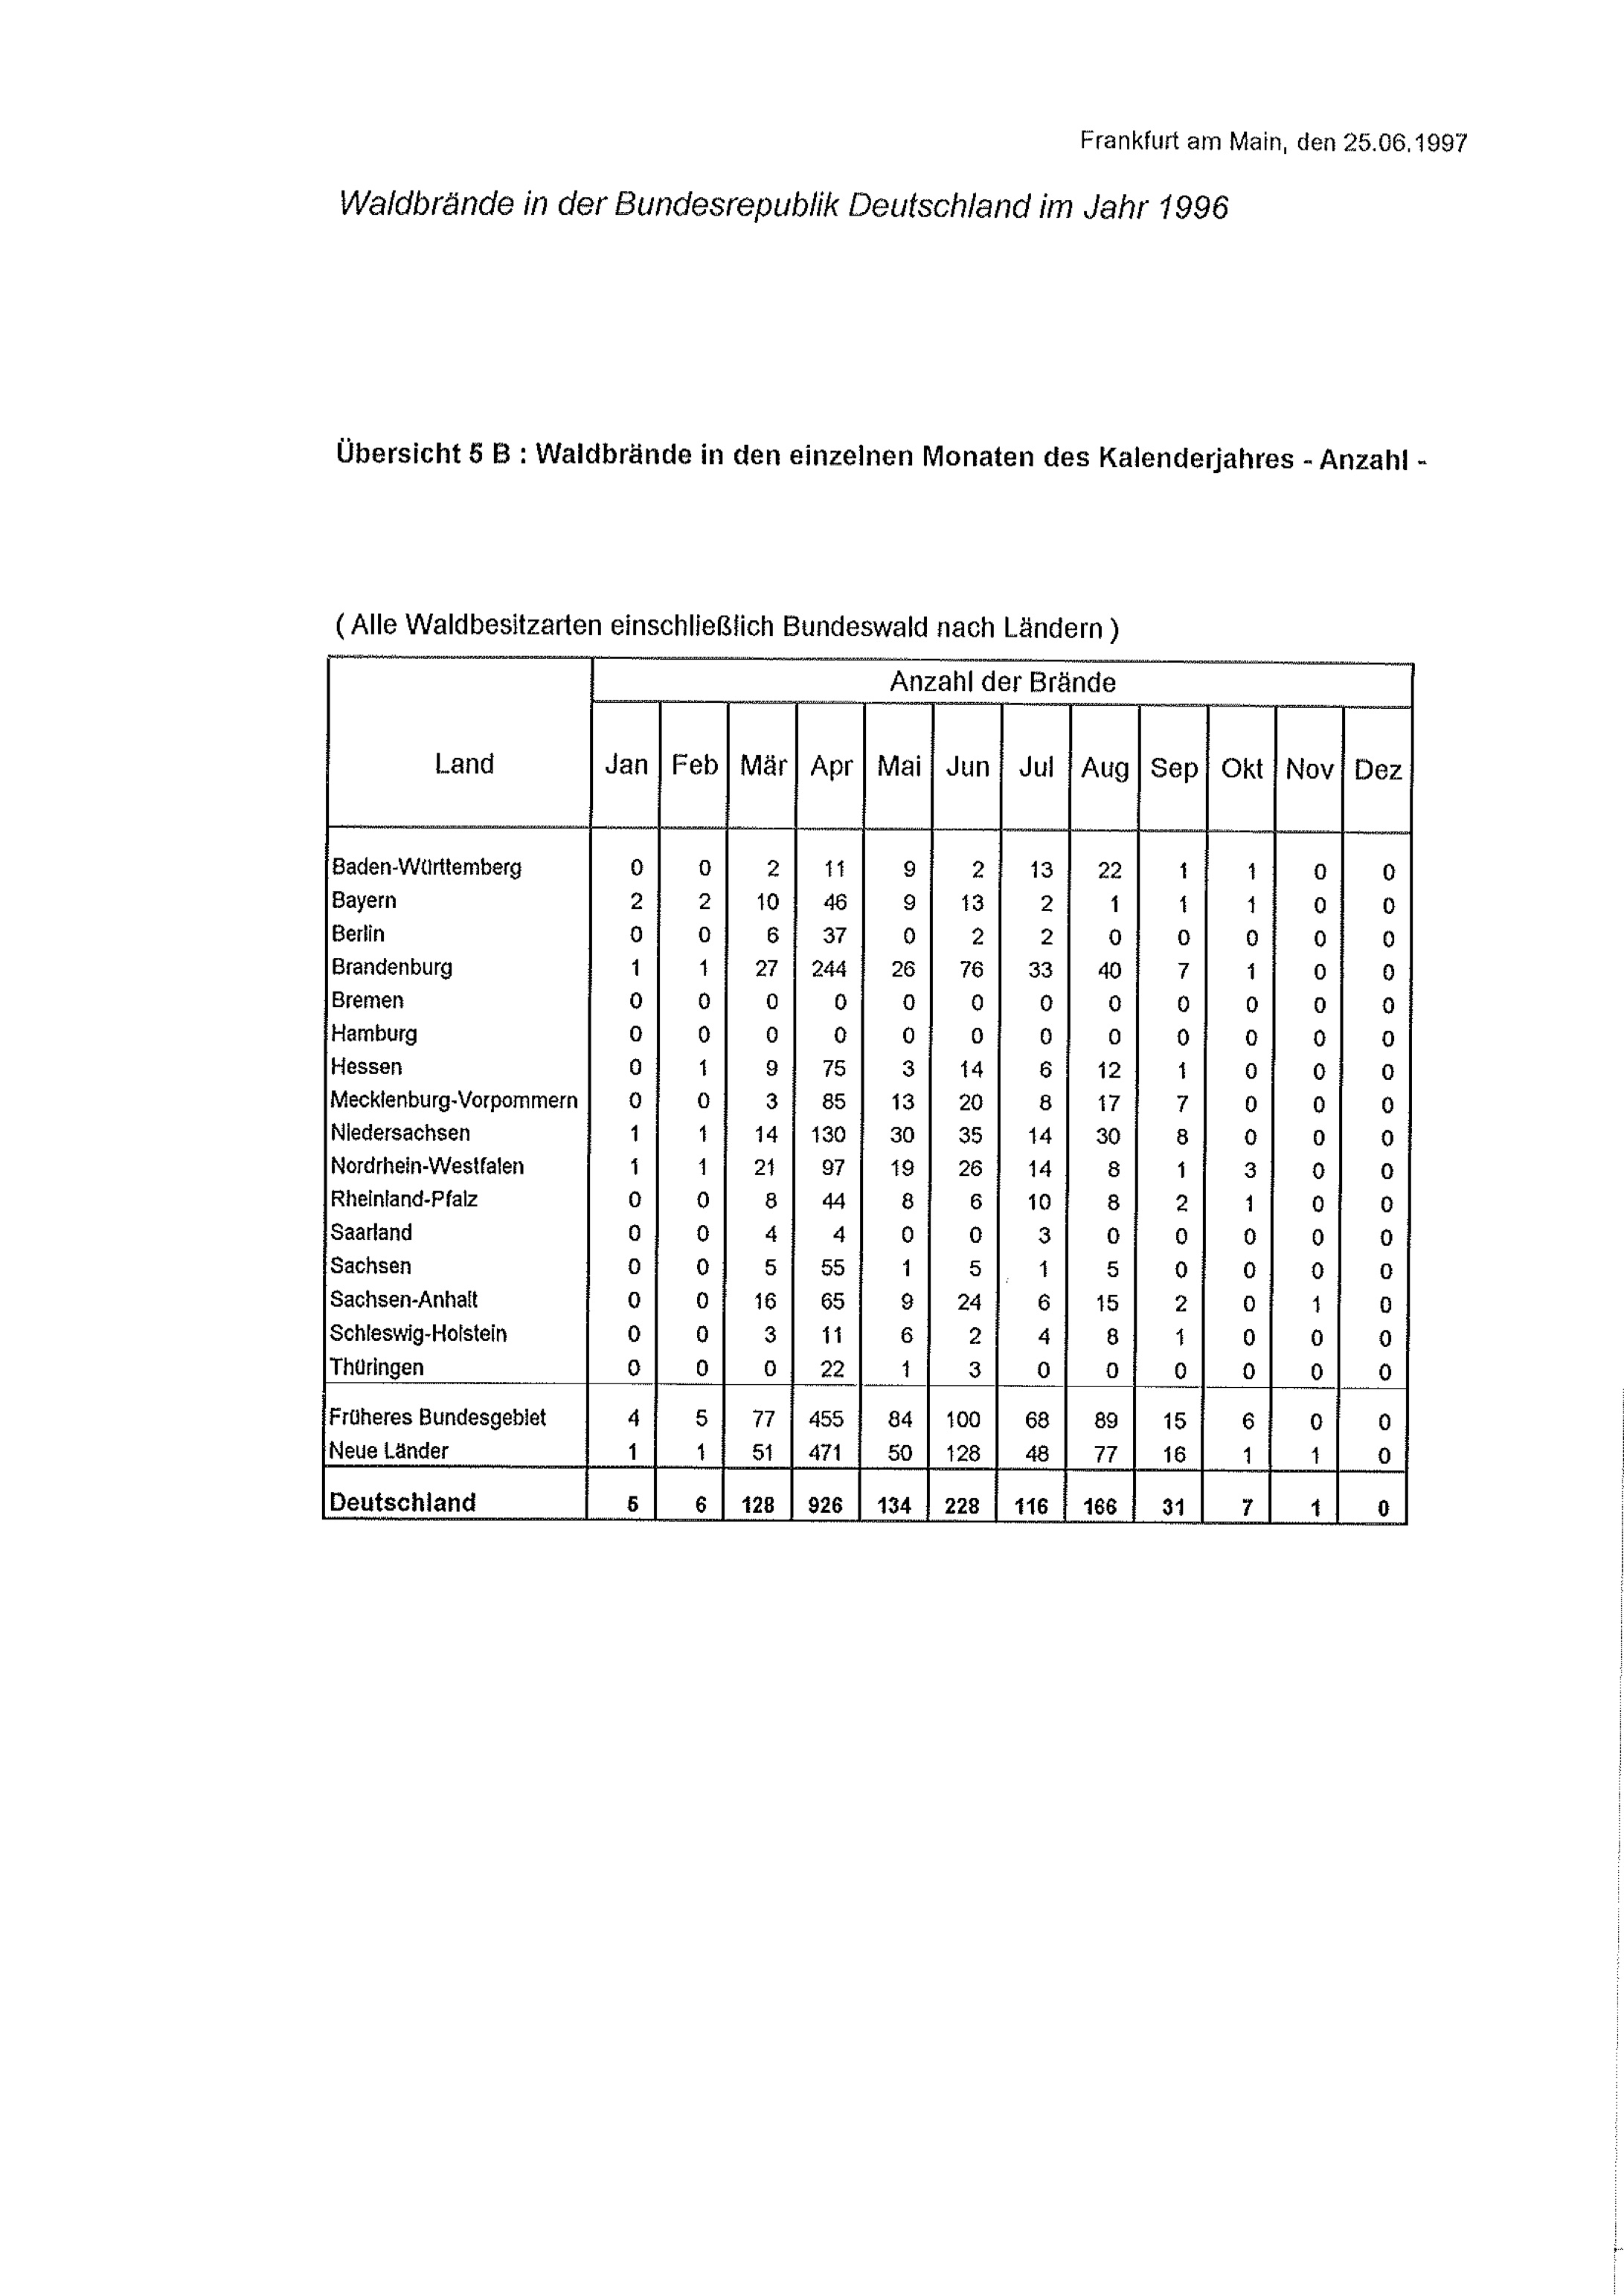 Frankfurt am Main, den 25.06.1997
Waldbrände in der Bundesrepublik Deutschland im Jahr 1996
Übersicht 5 B : Waldbrände in den einzelnen Monaten des Kalenderjahres - Anzahl -
( Alle Waldbesitzarten einschließlich Bundeswald nach Ländern )
Anzahl der Brände
Land Jan Feb Mär Apr Mai Jun Jul Aug Sep Okt Nov Dez
Baden-Württemberg 0 0 2 11 9 2 13 22 1 1 0 0
Bayern 2 2 10 46 9 13 2 1 1 1 0 0
Berlin 0 0 6 37 0 2 2 0 0 0 0 0
Brandenburg 1 1 27 244 26 76 33 40 7 1 0 0
Bremen 0 0 0 0 0 0 0 0 0 0 0 0
Hamburg 0 0 0 0 0 0 0 0 0 0 0 0
Hessen 0 1 9 75 3 14 6 12 1 0 0 0
Mecklenburg-Vorpommern 0 0 3 85 13 20 8 17 7 0 0 0
Niedersachsen 1 1 14 130 30 35 14 30 8 0 0 0
Nordrhein-Westfalen 1 1 21 97 19 26 14 8 1 3 0 0
Rheinland-Pfalz 0 0 8 44 8 6 10 8 2 1 0 0
Saarland 0 0 4 4 0 0 3 0 0 0 0 0
Sachsen 0 0 5 55 1 5 1 5 0 0 0 0
Sachsen-Anhalt 0 0 16 65 9 24 6 15 2 0 1 0
Schleswig-Holstein 0 0 3 11 6 2 4 8 1 0 0 0
Thüringen 0 0 0 22 1 3 0 0 0 0 0 0
Früheres Bundesgebiet 4 5 77 455 84 100 68 89 15 6 0 0
Neue Länder 1 1 51 471 50 128 48 77 16 1 1 0
Deutschland 5 6 128 926 134 228 116 166 31 7 1 0